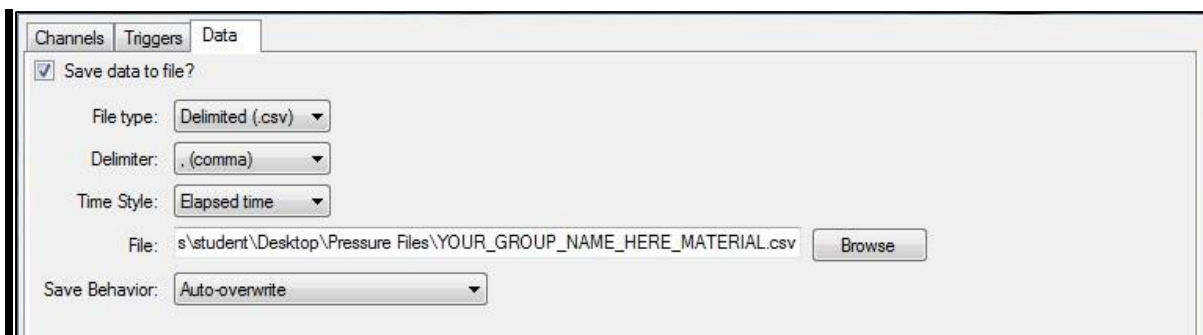 Channels Triggers Data
Save data to file?
File type: Delimited (.csv)
Delimiter: , (comma)
Time Style: Elapsed time
File: s\student\Desktop\Pressure Files\YOUR_GROUP_NAME_HERE_MATERIAL.csv Browse
Save Behavior: Auto-overwrite